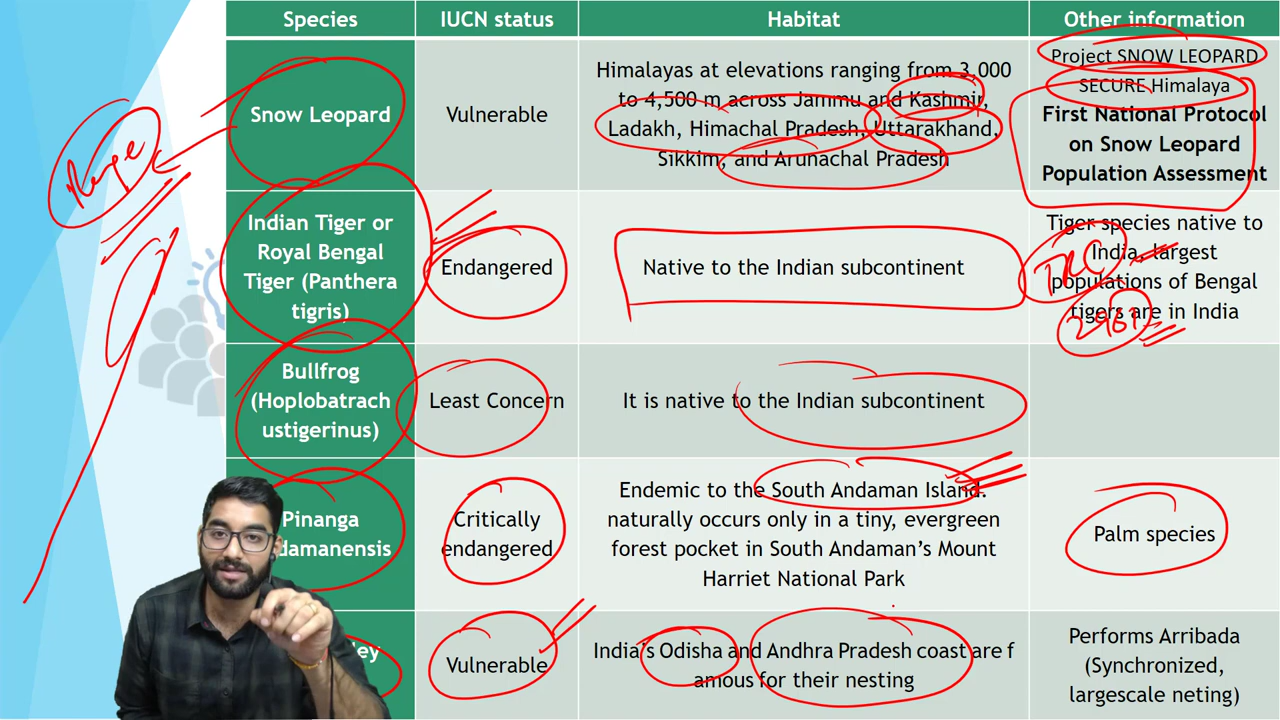 Species
IUCN status
Habitat
Other information
Snow Leopard
Vulnerable
Himalayas at elevations ranging from 3,000
to 4,500 m across Jammu and Kashmir,
Ladakh, Himachal Pradesh, Uttarakhand,
Sikkim, and Arunachal Pradesh
Project SNOW LEOPARD
SECURE Himalaya
First National Protocol
on Snow Leopard
Population Assessment
Indian Tiger or
Royal Bengal
Tiger (Panthera
tigris)
Endangered
Native to the Indian subcontinent
Tiger species native to
India, largest
populations of Bengal
tigers are in India
2967
Bullfrog
(Hoplobatrach
ustigerinus)
Least Concern
It is native to the Indian subcontinent
Pinanga
damanensis
Critically
endangered
Endemic to the South Andaman Island.
naturally occurs only in a tiny, evergreen
forest pocket in South Andaman's Mount
Harriet National Park
Palm species
ley
Vulnerable
India's Odisha and Andhra Pradesh coast are f
amous for their nesting
Performs Arribada
(Synchronized,
largescale neting)